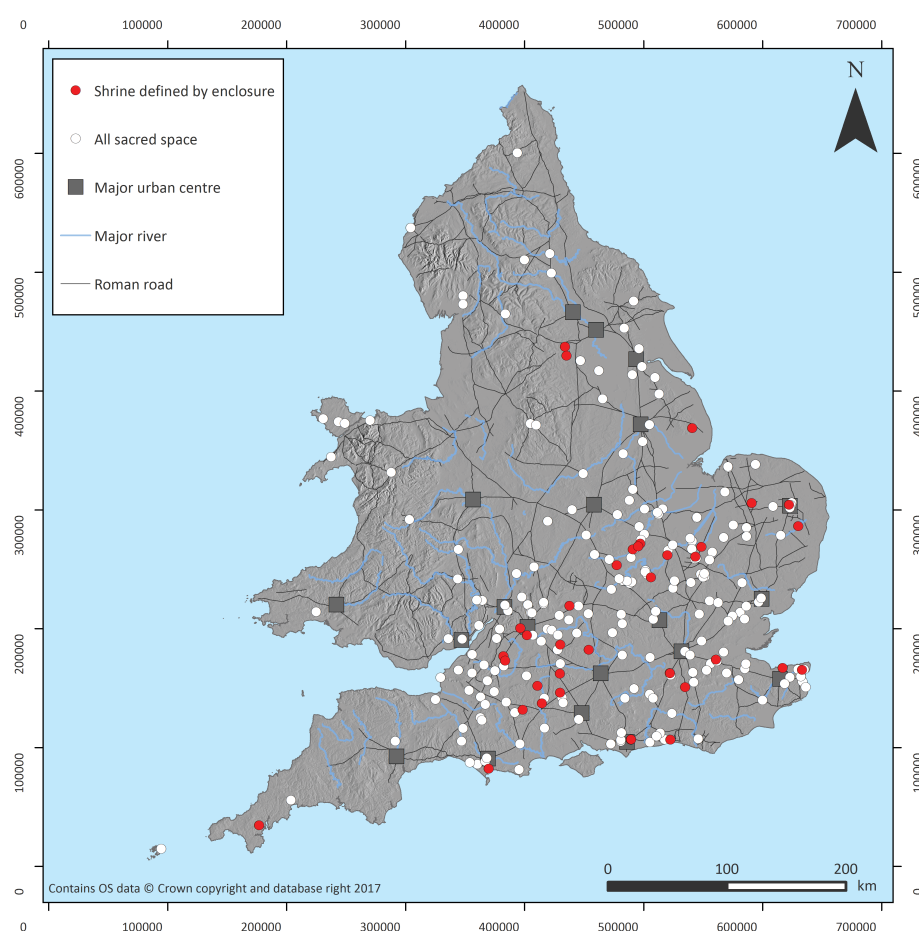 0 100000 200000 300000 400000 500000 600000 700000
Shrine defined by enclosure
All sacred space
Major urban centre
Major river
Roman road
N
600000
500000
400000
300000
200000
100000
0
600000
500000
400000
300000
200000
100000
0
0 100 200
km
Contains OS data © Crown copyright and database right 2017
0 100000 200000 300000 400000 500000 600000 700000